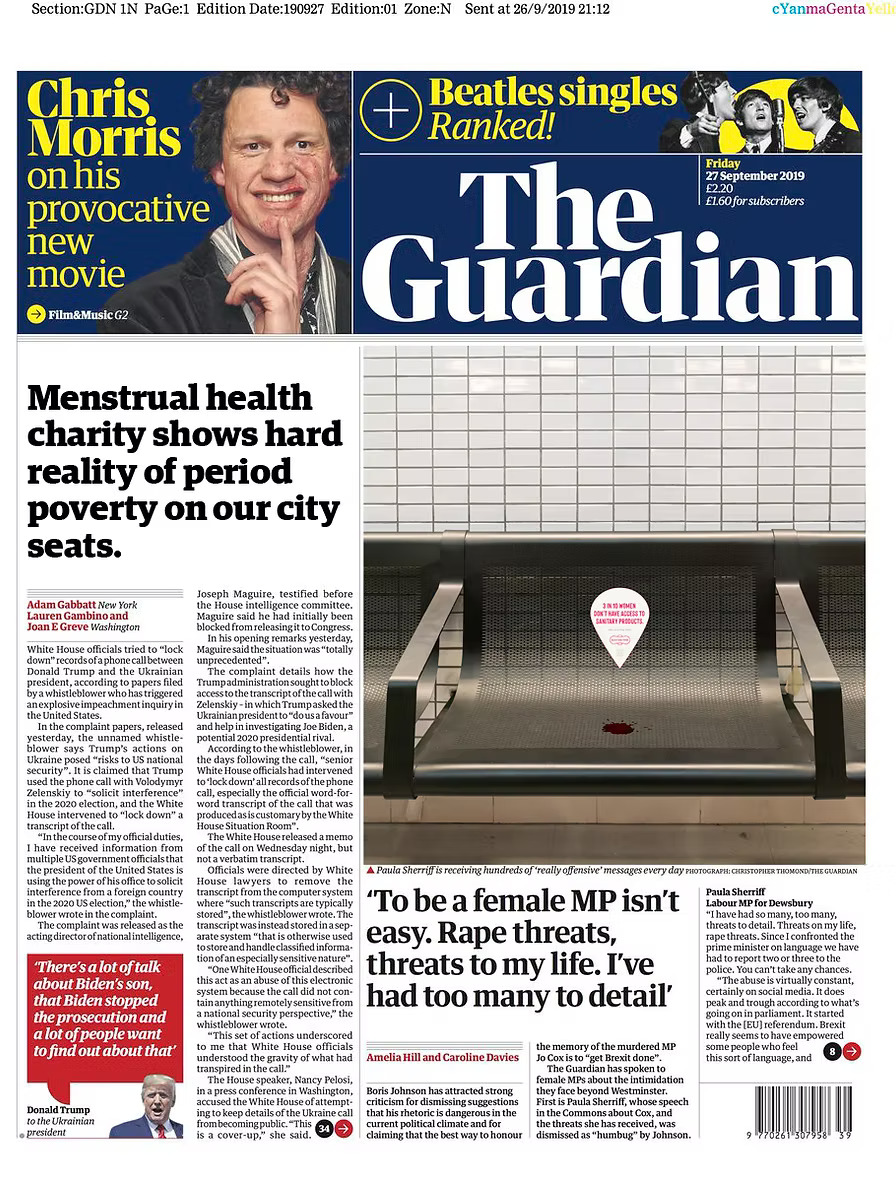 Section:GDN 1N PaGe:1 Edition Date:190927 Edition:01 Zone:N Sent at 26/9/2019 21:12
cYanmaGentaYello
Chris
Morris
on his
provocative
new
movie
Film&Music G2
Beatles singles
Ranked!
Friday
27 September 2019
£2.20
£1.60 for subscribers
The
Guardian
Menstrual health
charity shows hard
reality of period
poverty on our city
seats.
Adam Gabbatt New York
Lauren Gambino and
Joan E Greve Washington
White House officials tried to “lock
down” records of a phone call between
Donald Trump and the Ukrainian
president, according to papers filed
by a whistleblower who has triggered
an explosive impeachment inquiry in
the United States.
In the complaint papers, released
yesterday, the unnamed whistle-
blower says Trump’s actions on
Ukraine posed “risks to US national
security”. It is claimed that Trump
used the phone call with Volodymyr
Zelenskiy to “solicit interference”
in the 2020 election, and the White
House intervened to “lock down” a
transcript of the call.
“In the course of my official duties,
I have received information from
multiple US government officials that
the president of the United States is
using the power of his office to solicit
interference from a foreign country
in the 2020 US election,” the whistle-
blower wrote in the complaint.
The complaint was released as the
acting director of national intelligence,
‘There’s a lot of talk
about Biden’s son,
that Biden stopped
the prosecution and
a lot of people want
to find out about that’
Donald Trump
to the Ukrainian
president
Joseph Maguire, testified before
the House intelligence committee.
Maguire said he had initially been
blocked from releasing it to Congress.
In his opening remarks yesterday,
Maguire said the situation was “totally
unprecedented”.
The complaint details how the
Trump administration sought to block
access to the transcript of the call with
Zelenskiy – in which Trump asked the
Ukrainian president to “do us a favour”
and help in investigating Joe Biden, a
potential 2020 presidential rival.
According to the whistleblower, in
the days following the call, “senior
White House officials had intervened
to ‘lock down’ all records of the phone
call, especially the official word-for-
word transcript of the call that was
produced as is customary by the White
House Situation Room”.
The White House released a memo
of the call on Wednesday night, but
not a verbatim transcript.
Officials were directed by White
House lawyers to remove the
transcript from the computer system
where “such transcripts are typically
stored”, the whistleblower wrote. The
transcript was instead stored in a sep-
arate system “that is otherwise used
to store and handle classified informa-
tion of an especially sensitive nature”.
“One White House official described
this act as an abuse of this electronic
system because the call did not con-
tain anything remotely sensitive from
a national security perspective,” the
whistleblower wrote.
“This set of actions underscored
to me that White House officials
understood the gravity of what had
transpired in the call.”
The House speaker, Nancy Pelosi,
in a press conference in Washington,
accused the White House of attempt-
ing to keep details of the Ukraine call
from becoming public. “This
is a cover-up,” she said.
34
3 IN 10 WOMEN
DON'T HAVE ACCESS TO
SANITARY PRODUCTS.
Paula Sherriff is receiving hundreds of ‘really offensive’ messages every day PHOTOGRAPH: CHRISTOPHER THOMOND/THE GUARDIAN
‘To be a female MP isn’t
easy. Rape threats,
threats to my life. I’ve
had too many to detail’
Amelia Hill and Caroline Davies
Boris Johnson has attracted strong
criticism for dismissing suggestions
that his rhetoric is dangerous in the
current political climate and for
claiming that the best way to honour
the memory of the murdered MP
Jo Cox is to “get Brexit done”.
The Guardian has spoken to
female MPs about the intimidation
they face beyond Westminster.
First is Paula Sherriff, whose speech
in the Commons about Cox, and
the threats she has received, was
dismissed as “humbug” by Johnson.
Paula Sherriff
Labour MP for Dewsbury
“I have had so many, too many,
threats to detail. Threats on my life,
rape threats. Since I confronted the
prime minister on language we have
had to report two or three to the
police. You can’t take any chances.
“The abuse is virtually constant,
certainly on social media. It does
peak and trough according to what’s
going on in parliament. It started
with the [EU] referendum. Brexit
really seems to have empowered
some people who feel
this sort of language, and
8
9 770261 307958 39